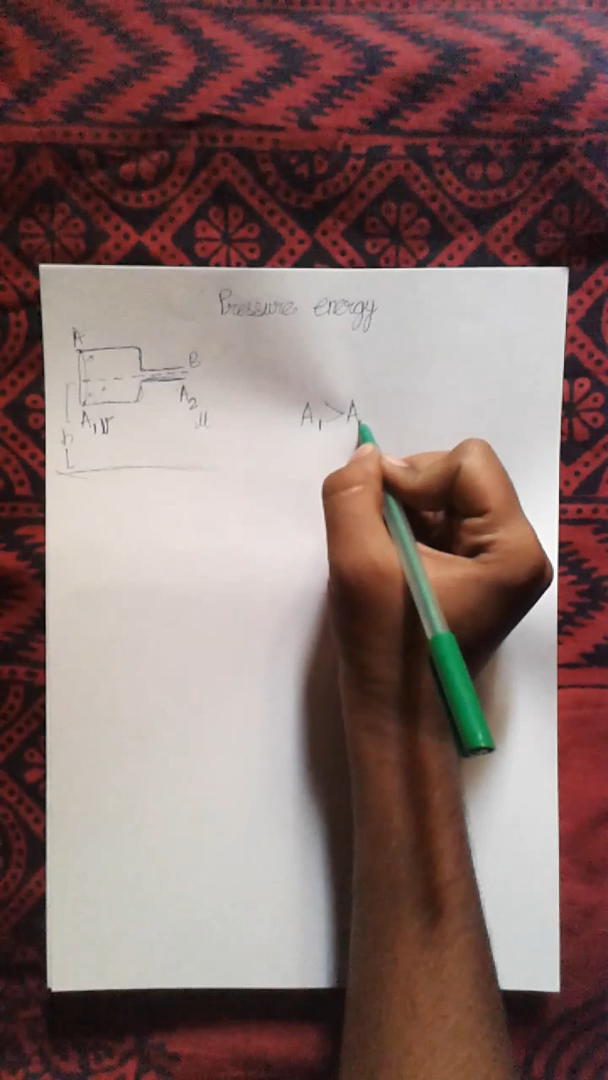 Pressure energy
A
B
A₁ v
A₂
u
h
A₁ > A